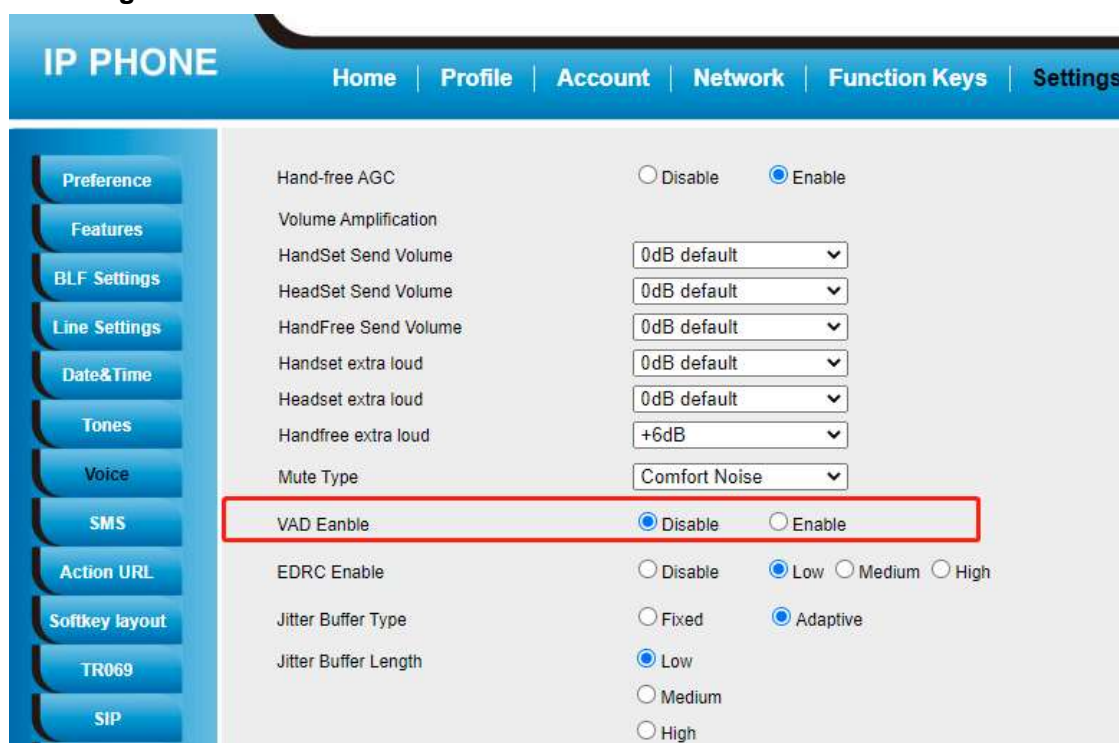 IP PHONE
Home | Profile | Account | Network | Function Keys | Settings
Preference
Features
BLF Settings
Line Settings
Date&Time
Tones
Voice
SMS
Action URL
Softkey layout
TR069
SIP
Hand-free AGC Disable Enable
Volume Amplification
HandSet Send Volume 0dB default
HeadSet Send Volume 0dB default
HandFree Send Volume 0dB default
Handset extra loud 0dB default
Headset extra loud 0dB default
Handfree extra loud +6dB
Mute Type Comfort Noise
VAD Eanble Disable Enable
EDRC Enable Disable Low Medium High
Jitter Buffer Type Fixed Adaptive
Jitter Buffer Length Low
Medium
High